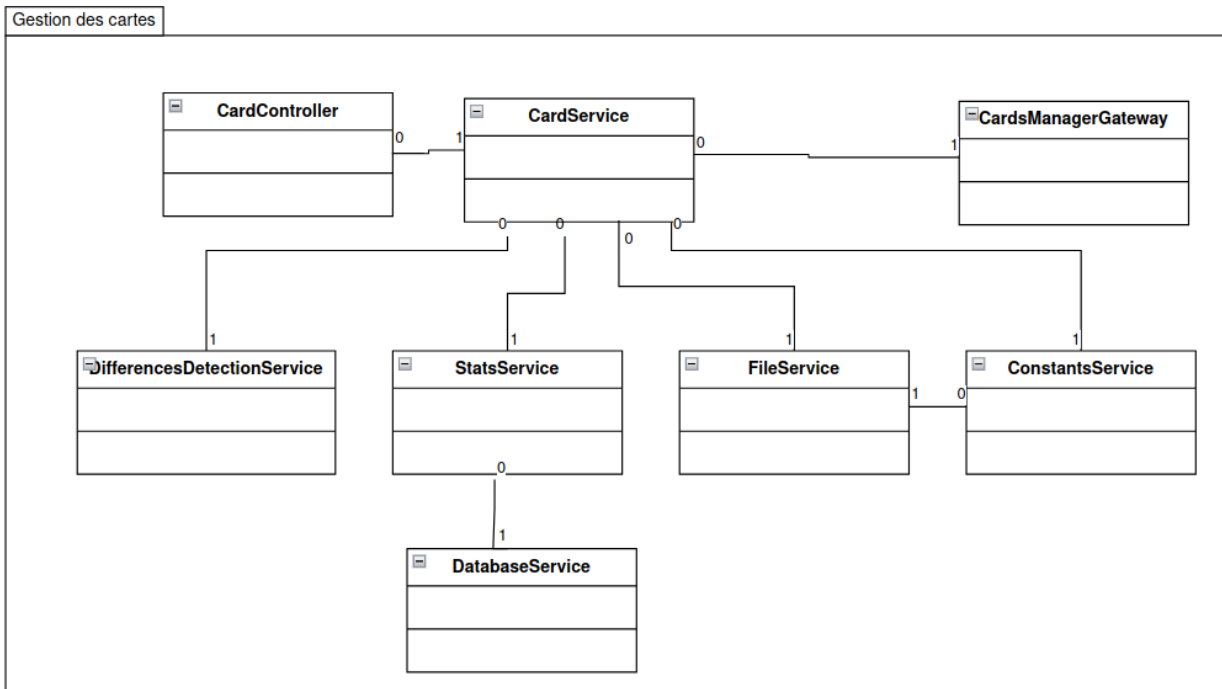 Gestion des cartes
CardController
CardService
CardsManagerGateway
0
1
0
1
0
0
0
0
1
1
1
1
DifferencesDetectionService
StatsService
FileService
ConstantsService
1
0
0
1
DatabaseService